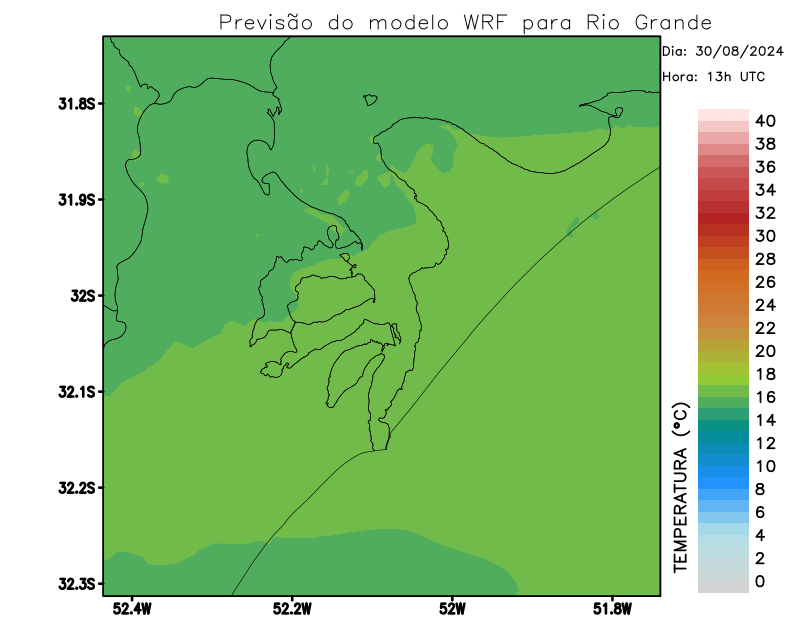 Previsão do modelo WRF para Rio Grande
Dia: 30/08/2024
Hora: 13h UTC
31.8S
31.9S
32S
32.1S
32.2S
32.3S
52.4W
52.2W
52W
51.8W
TEMPERATURA (°C)
40
38
36
34
32
30
28
26
24
22
20
18
16
14
12
10
8
6
4
2
0